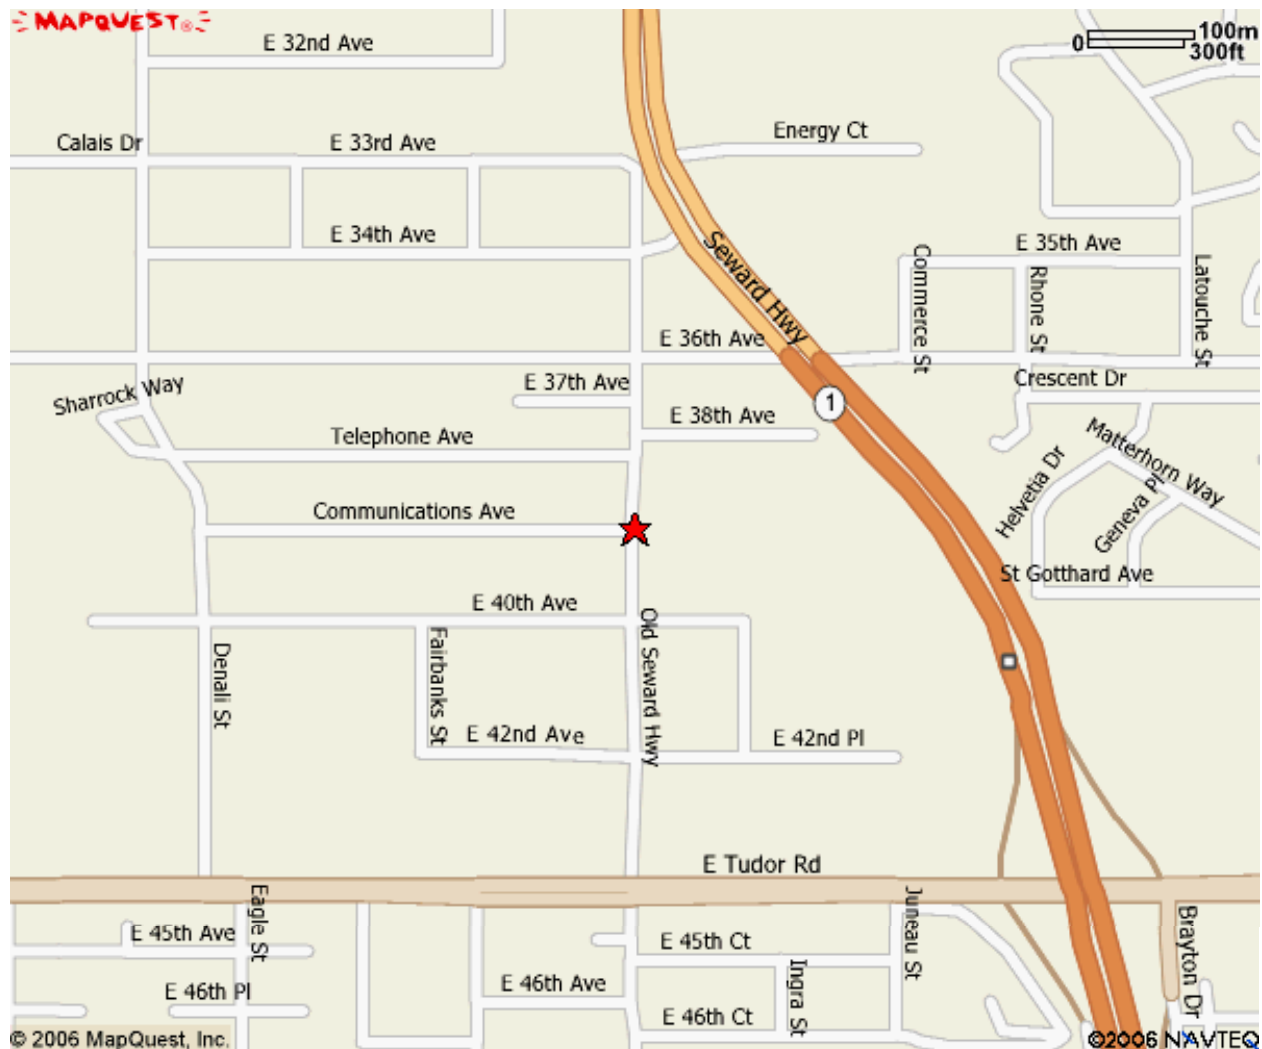 MAPQUEST®
100m
0
300ft
E 32nd Ave
Energy Ct
Calais Dr
E 33rd Ave
E 34th Ave
E 35th Ave
Seward Hwy
Commerce St
Rhone St
Latouche St
E 36th Ave
E 37th Ave
Crescent Dr
Sharrock Way
1
E 38th Ave
Telephone Ave
Matterhorn Way
Helvetia Dr
Geneva Pl
Communications Ave
St Gotthard Ave
E 40th Ave
Old Seward Hwy
Fairbanks St
Denali St
E 42nd Ave
E 42nd Pl
E Tudor Rd
Eagle St
Juneau St
Brayton Dr
E 45th Ave
E 45th Ct
Ingra St
E 46th Ave
E 46th Pl
E 46th Ct
© 2006 MapQuest, Inc.
©2006 NAVTEQ